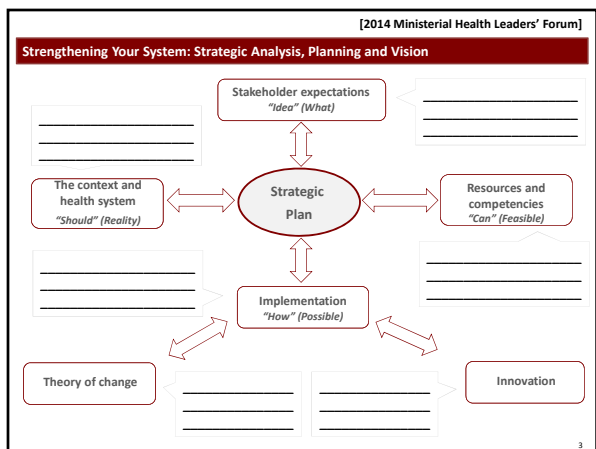 [2014 Ministerial Health Leaders' Forum]
Strengthening Your System: Strategic Analysis, Planning and Vision
Stakeholder expectations
"Idea" (What)
The context and
health system
"Should" (Reality)
Strategic
Plan
Resources and
competencies
"Can" (Feasible)
Implementation
"How" (Possible)
Theory of change
Innovation
3